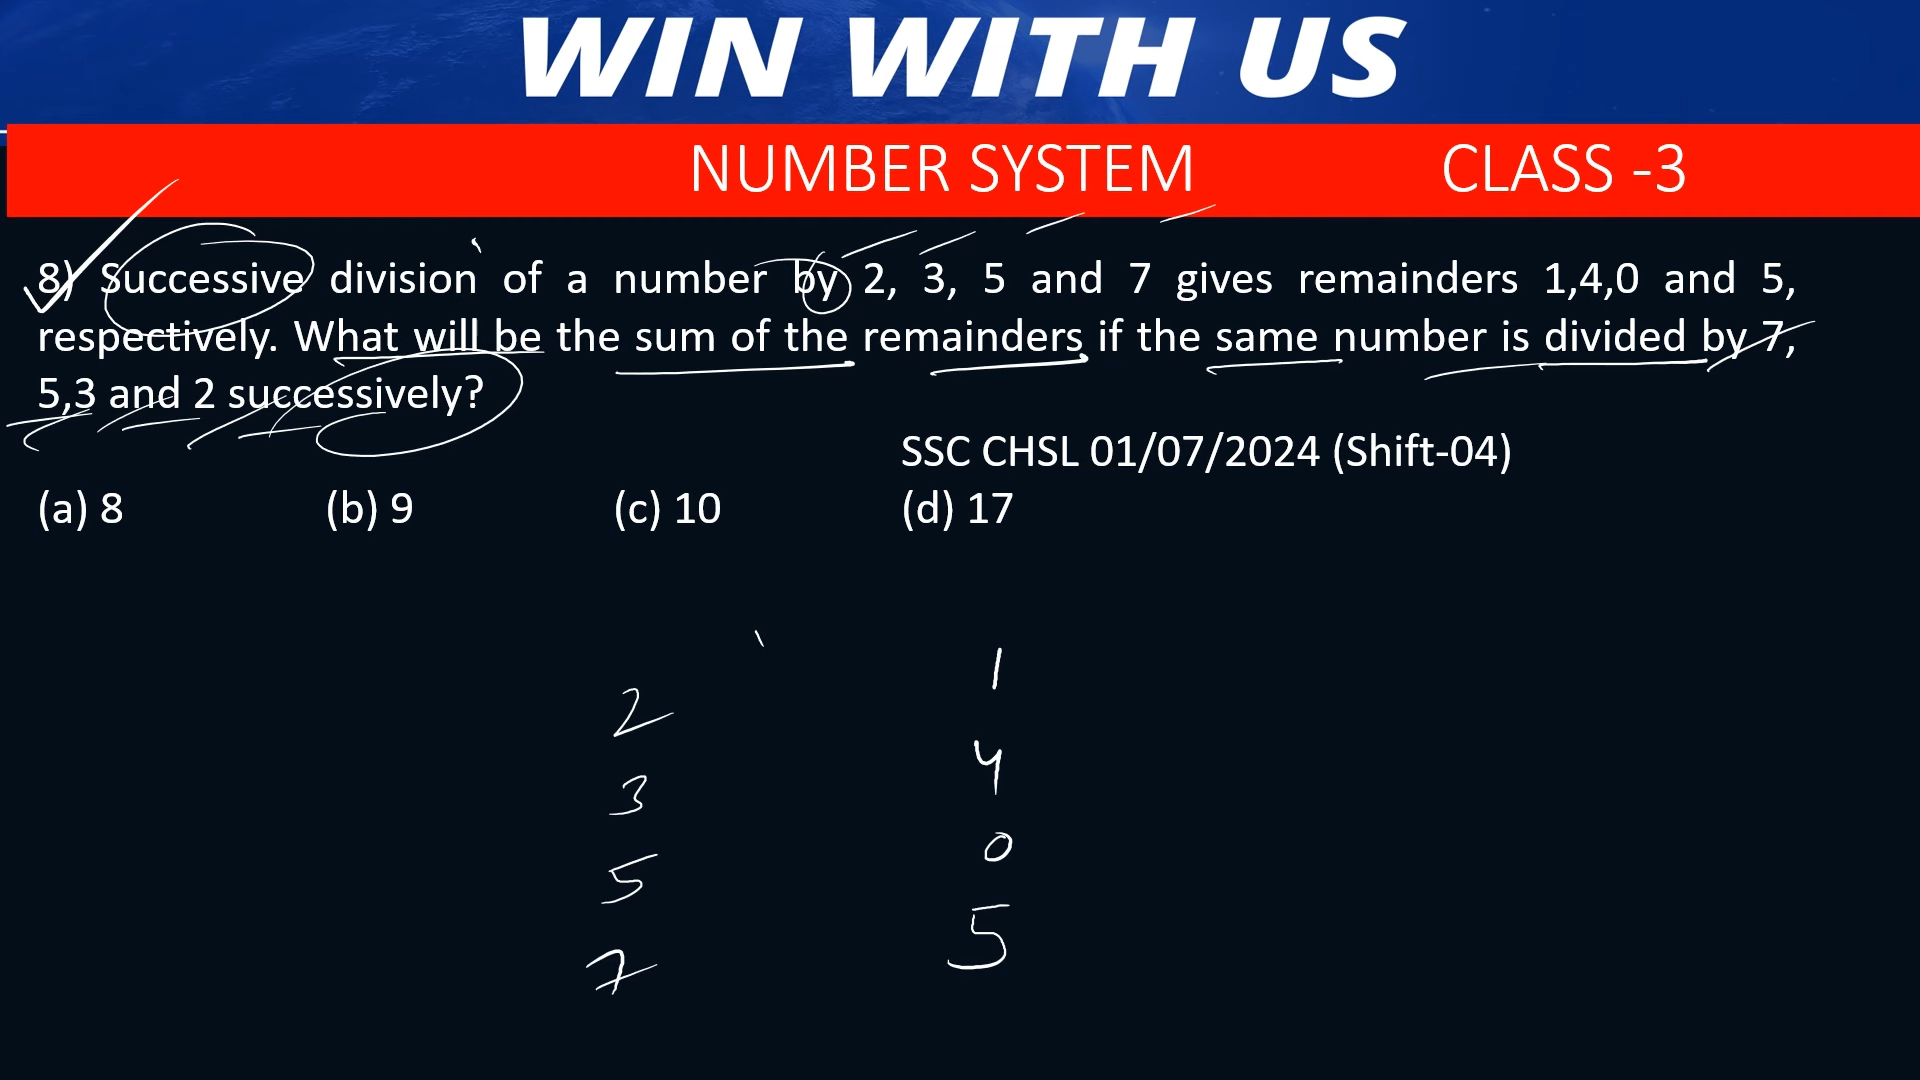 WIN WITH US
NUMBER SYSTEM CLASS -3
8) Successive division of a number by 2, 3, 5 and 7 gives remainders 1,4,0 and 5,
respectively. What will be the sum of the remainders if the same number is divided by 7,
5,3 and 2 successively?
SSC CHSL 01/07/2024 (Shift-04)
(a) 8 (b) 9 (c) 10 (d) 17
2 1
3 4
5 0
7 5